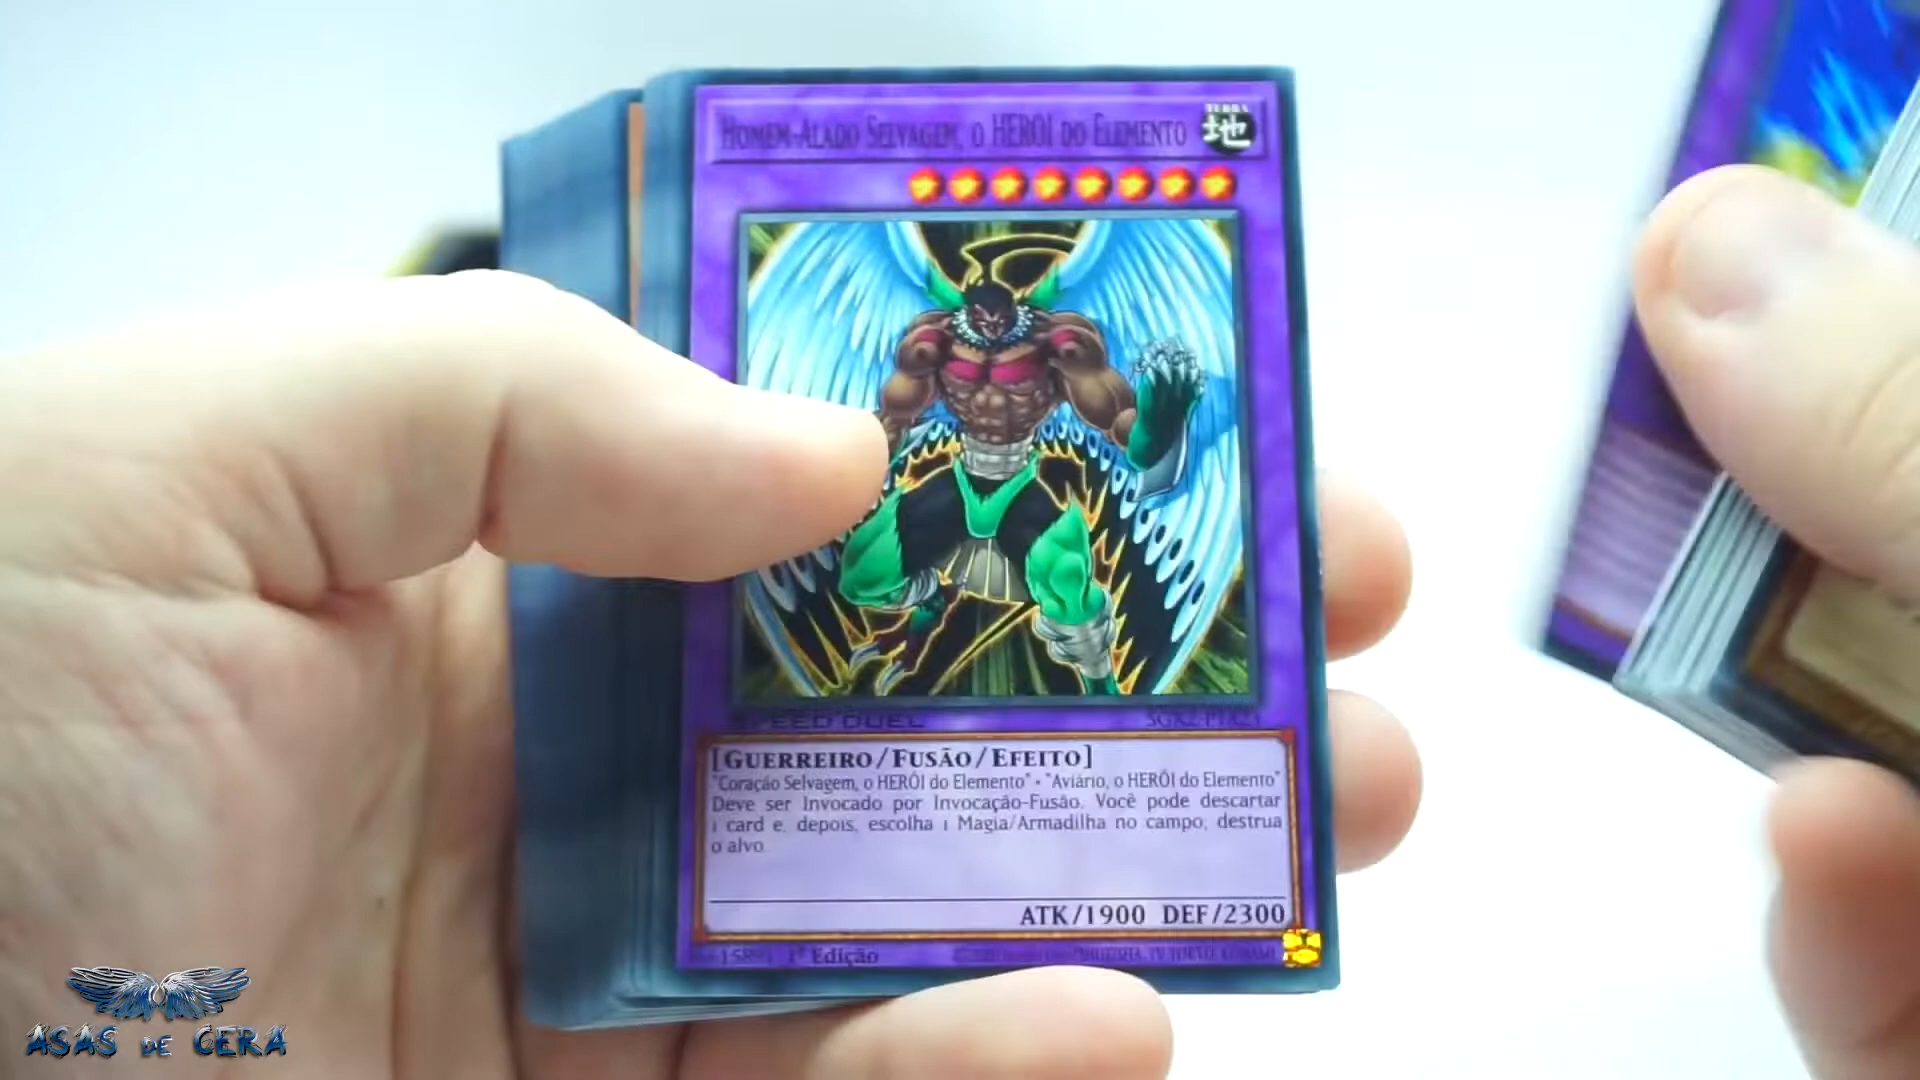 Homem-Alado Selvagem, o HERÓI do Elemento
TERRA
地
SPEED DUEL
[Guerreiro/Fusão/Efeito]
"Coração Selvagem, o HERÓI do Elemento" + "Aviário, o HERÓI do Elemento"
Deve ser Invocado por Invocação-Fusão. Você pode descartar
1 card e, depois, escolha 1 Magia/Armadilha no campo; destrua
o alvo.
ATK/1900 DEF/2300
1ª Edição
ASAS DE CERA